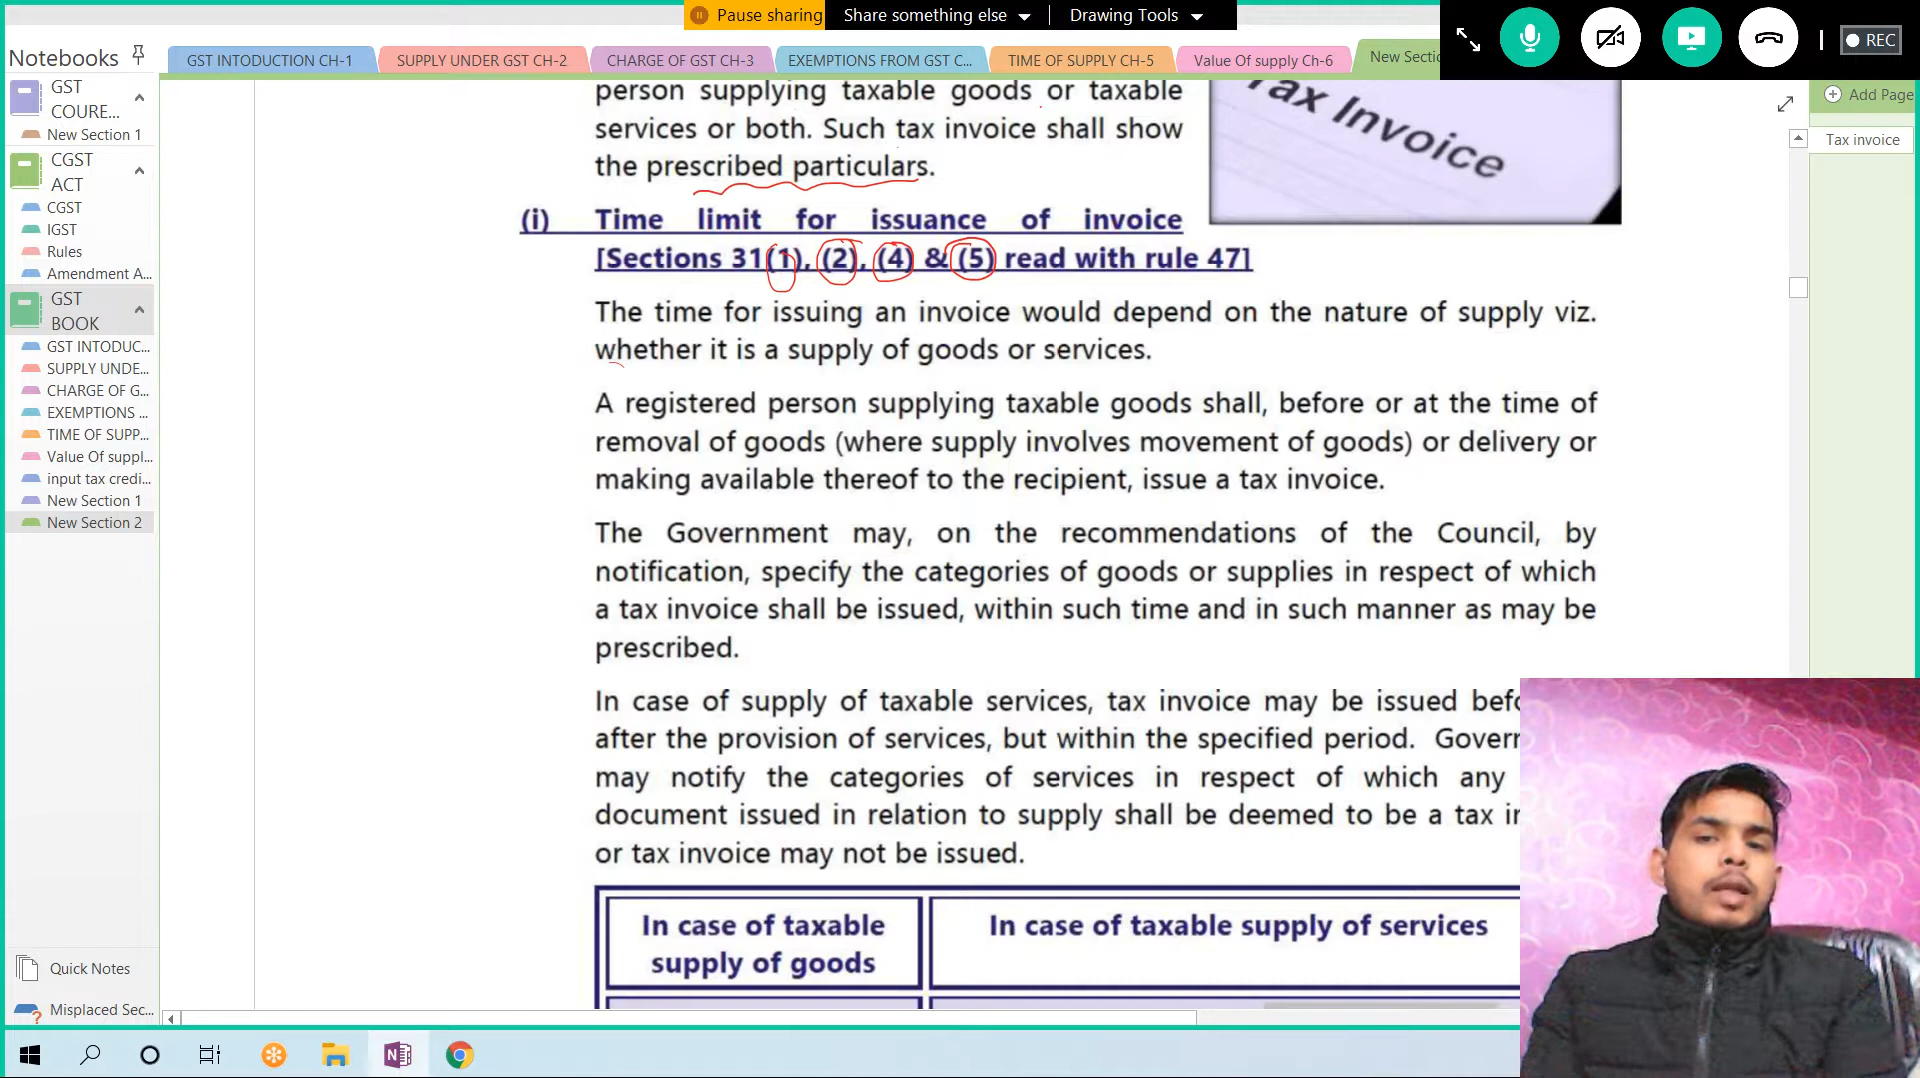 Pause sharing
Share something else
Drawing Tools
REC
Notebooks
GST INTODUCTION CH-1
SUPPLY UNDER GST CH-2
CHARGE OF GST CH-3
EXEMPTIONS FROM GST C...
TIME OF SUPPLY CH-5
Value Of supply Ch-6
New Sectio
Add Page
Tax invoice
GST
COURE...
New Section 1
CGST
ACT
CGST
IGST
Rules
Amendment A...
GST
BOOK
GST INTODUC...
SUPPLY UNDE...
CHARGE OF G...
EXEMPTIONS ...
TIME OF SUPP...
Value Of suppl...
input tax credi...
New Section 1
New Section 2
Quick Notes
Misplaced Sec...
person supplying taxable goods or taxable
services or both. Such tax invoice shall show
the prescribed particulars.
Tax Invoice
(i) Time limit for issuance of invoice
[Sections 31(1), (2), (4) & (5) read with rule 47]
The time for issuing an invoice would depend on the nature of supply viz.
whether it is a supply of goods or services.
A registered person supplying taxable goods shall, before or at the time of
removal of goods (where supply involves movement of goods) or delivery or
making available thereof to the recipient, issue a tax invoice.
The Government may, on the recommendations of the Council, by
notification, specify the categories of goods or supplies in respect of which
a tax invoice shall be issued, within such time and in such manner as may be
prescribed.
In case of supply of taxable services, tax invoice may be issued befo
after the provision of services, but within the specified period. Govern
may notify the categories of services in respect of which any
document issued in relation to supply shall be deemed to be a tax in
or tax invoice may not be issued.
In case of taxable
supply of goods
In case of taxable supply of services